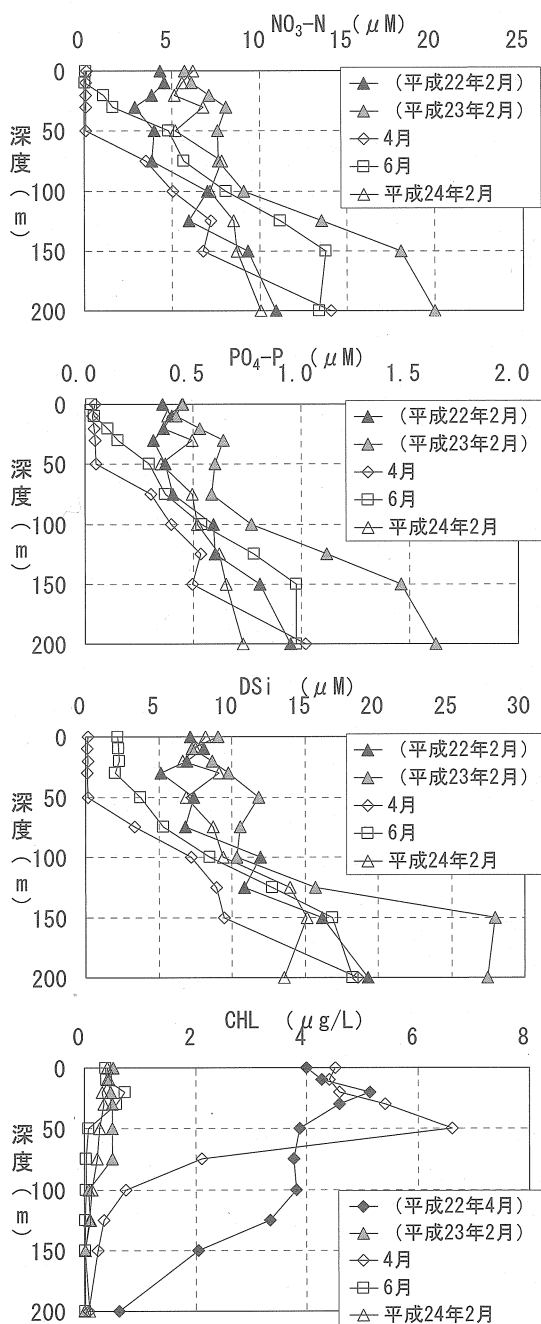 NO₃-N (μM)
0 5 10 15 20 25
0
50
100
150
200
深度(m)
(平成22年2月)
(平成23年2月)
4月
6月
平成24年2月
PO₄-P (μM)
0.0 0.5 1.0 1.5 2.0
0
50
100
150
200
深度(m)
(平成22年2月)
(平成23年2月)
4月
6月
平成24年2月
DSi (μM)
0 5 10 15 20 25 30
0
50
100
150
200
深度(m)
(平成22年2月)
(平成23年2月)
4月
6月
平成24年2月
CHL (μg/L)
0 2 4 6 8
0
50
100
150
200
深度(m)
(平成22年4月)
(平成23年2月)
4月
6月
平成24年2月